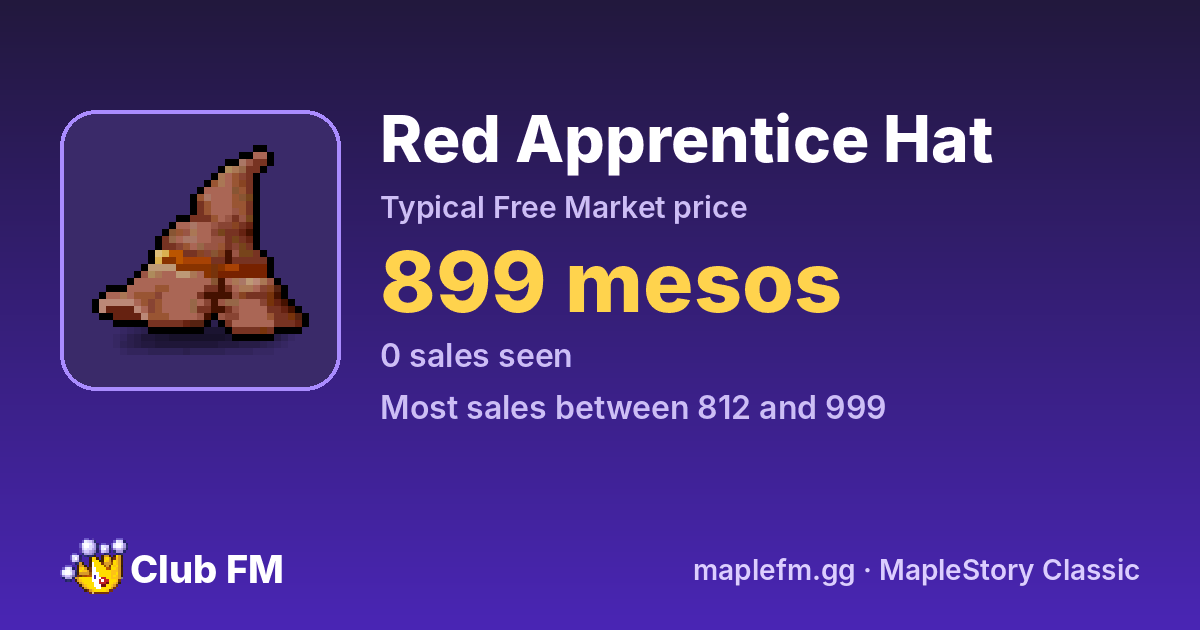 Red Apprentice Hat
Typical Free Market price
899 mesos
0 sales seen
Most sales between 812 and 999
Club FM
maplefm.gg · MapleStory Classic